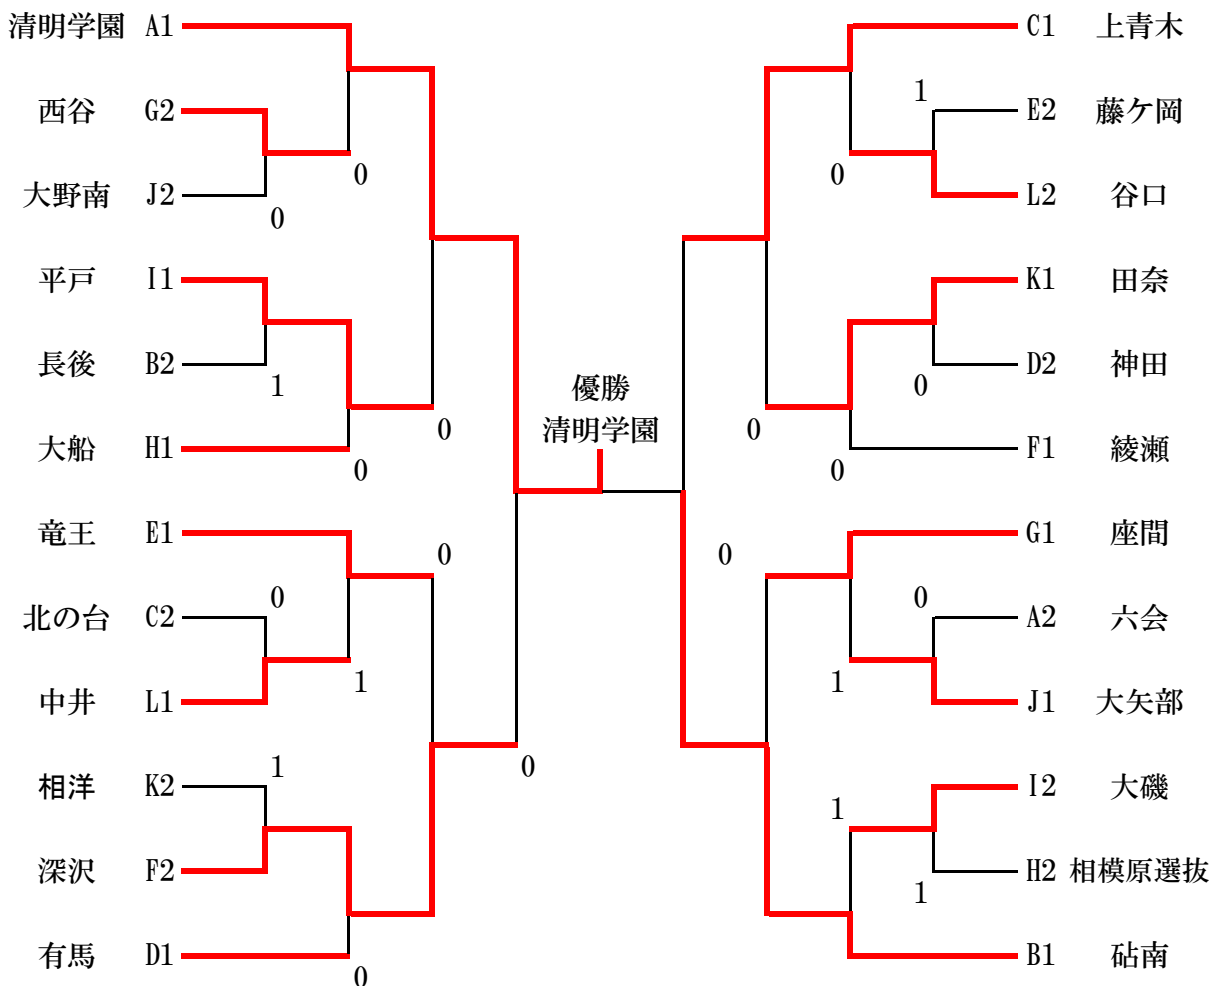 清明学園 A1
西谷 G2
0
大野南 J2
0
平戸 I1
長後 B2
1
0
大船 H1
0
竜王 E1
0
北の台 C2
0
中井 L1
1
相洋 K2
1
0
深沢 F2
有馬 D1
0
優勝
清明学園
C1 上青木
1
E2 藤ケ岡
0
L2 谷口
K1 田奈
D2 神田
0
0
F1 綾瀬
0
G1 座間
0
0
A2 六会
1
J1 大矢部
I2 大磯
1
H2 相模原選抜
1
B1 砧南